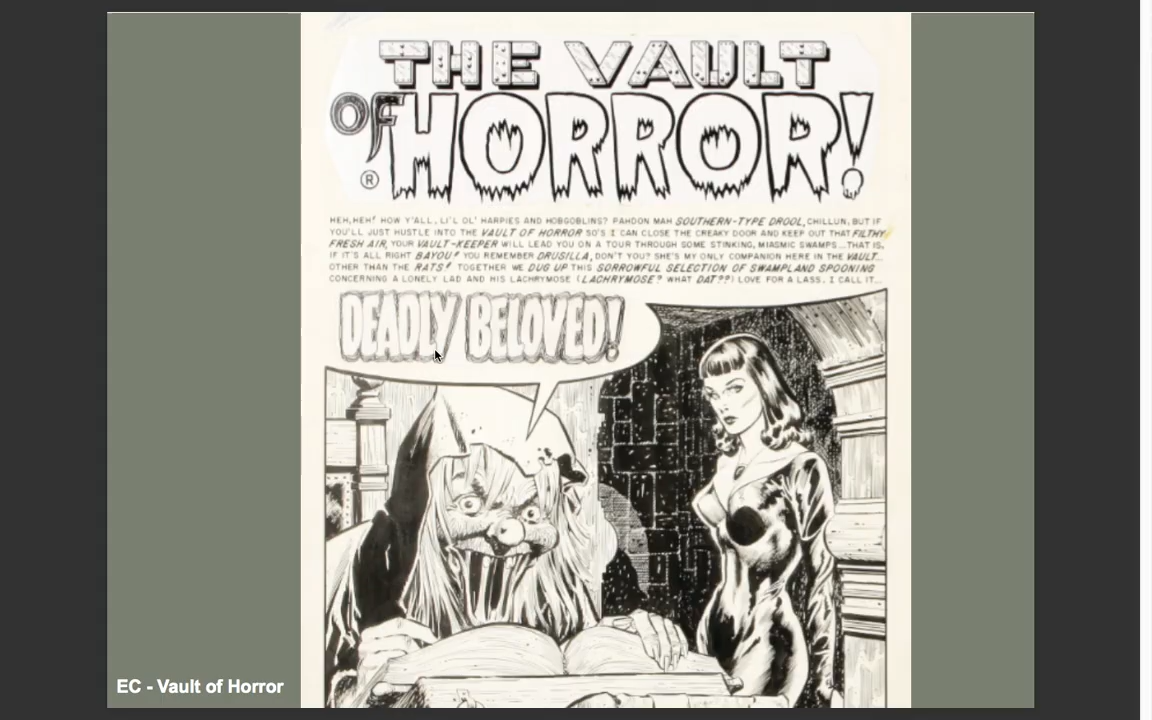 THE VAULT
OF HORROR!
®
HEH, HEH! HOW Y'ALL, LI'L OL' HARPIES AND HOBGOBLINS? PAHDON MAH SOUTHERN-TYPE DROOL, CHILLUN, BUT IF
YOU'LL JUST HUSTLE INTO THE VAULT OF HORROR SO'S I CAN CLOSE THE CREAKY DOOR AND KEEP OUT THAT FILTHY
FRESH AIR, YOUR VAULT-KEEPER WILL LEAD YOU ON A TOUR THROUGH SOME STINKING, MIASMIC SWAMPS...THAT IS,
IF IT'S ALL RIGHT BAYOU! YOU REMEMBER DRUSILLA, DON'T YOU? SHE'S MY ONLY COMPANION HERE IN THE VAULT...
OTHER THAN THE RATS! TOGETHER WE DUG UP THIS SORROWFUL SELECTION OF SWAMPLAND SPOONING
CONCERNING A LONELY LAD AND HIS LACHRYMOSE (LACHRYMOSE? WHAT DAT??) LOVE FOR A LASS. I CALL IT...
DEADLY BELOVED!
EC - Vault of Horror